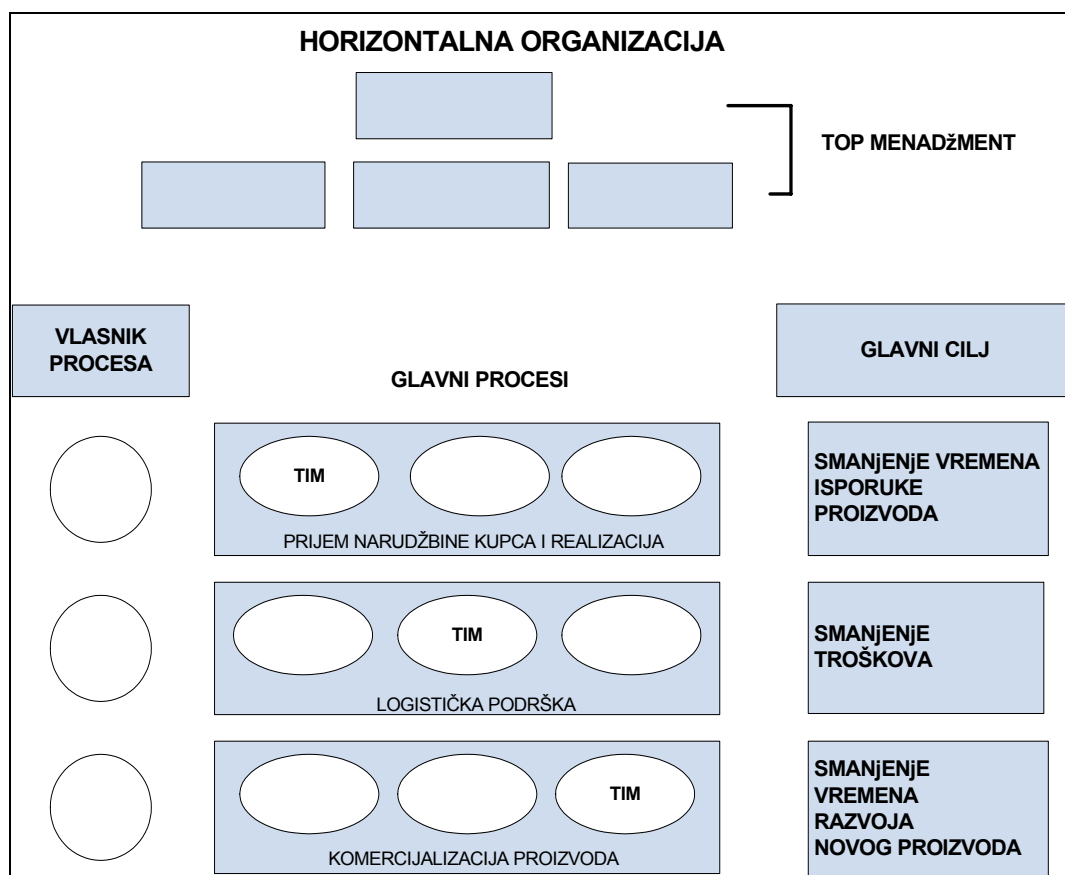 HORIZONTALNA ORGANIZACIJA
TOP MENADŽMENT
VLASNIK
PROCESA
GLAVNI PROCESI
GLAVNI CILJ
TIM
PRIJEM NARUDŽBINE KUPCA I REALIZACIJA
SMANjENjE VREMENA
ISPORUKE
PROIZVODA
TIM
LOGISTIČKA PODRŠKA
SMANjENjE
TROŠKOVA
TIM
KOMERCIJALIZACIJA PROIZVODA
SMANjENjE
VREMENA
RAZVOJA
NOVOG PROIZVODA